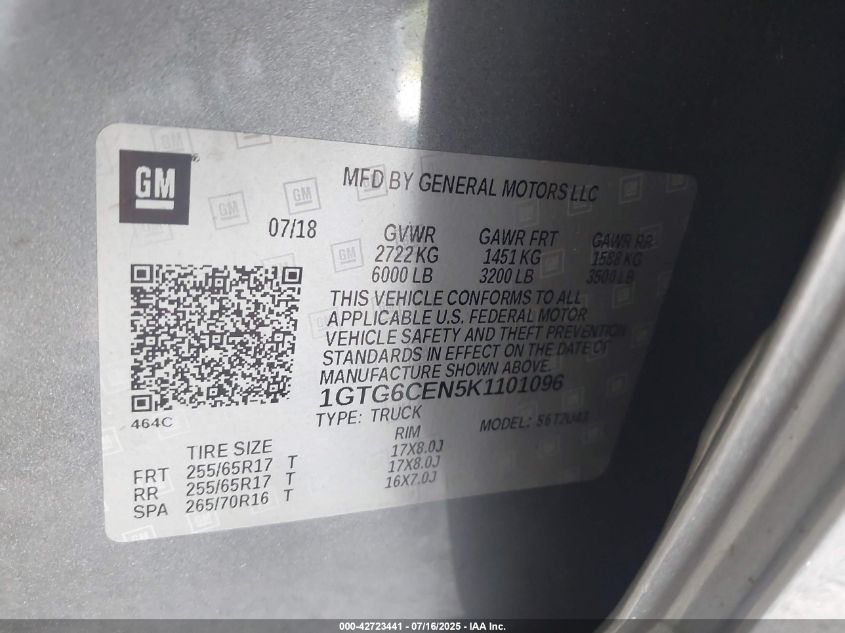 GM
MFD BY GENERAL MOTORS LLC
07/18
GVWR GAWR FRT GAWR RR
2722 KG 1451 KG 1588 KG
6000 LB 3200 LB 3500 LB
THIS VEHICLE CONFORMS TO ALL
APPLICABLE U.S. FEDERAL MOTOR
VEHICLE SAFETY AND THEFT PREVENTION
STANDARDS IN EFFECT ON THE DATE OF
MANUFACTURE SHOWN ABOVE.
1GTG6CEN5K1101096
464C
TYPE: TRUCK MODEL: 56T2U43
TIRE SIZE RIM
FRT 255/65R17 T 17X8.0J
RR 255/65R17 T 17X8.0J
SPA 265/70R16 T 16X7.0J
000-42723441 - 07/16/2025 - IAA Inc.